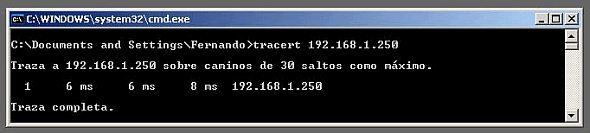 C:\WINDOWS\system32\cmd.exe
C:\Documents and Settings\Fernando>tracert 192.168.1.250
Traza a 192.168.1.250 sobre caminos de 30 saltos como máximo.
1 6 ms 6 ms 8 ms 192.168.1.250
Traza completa.